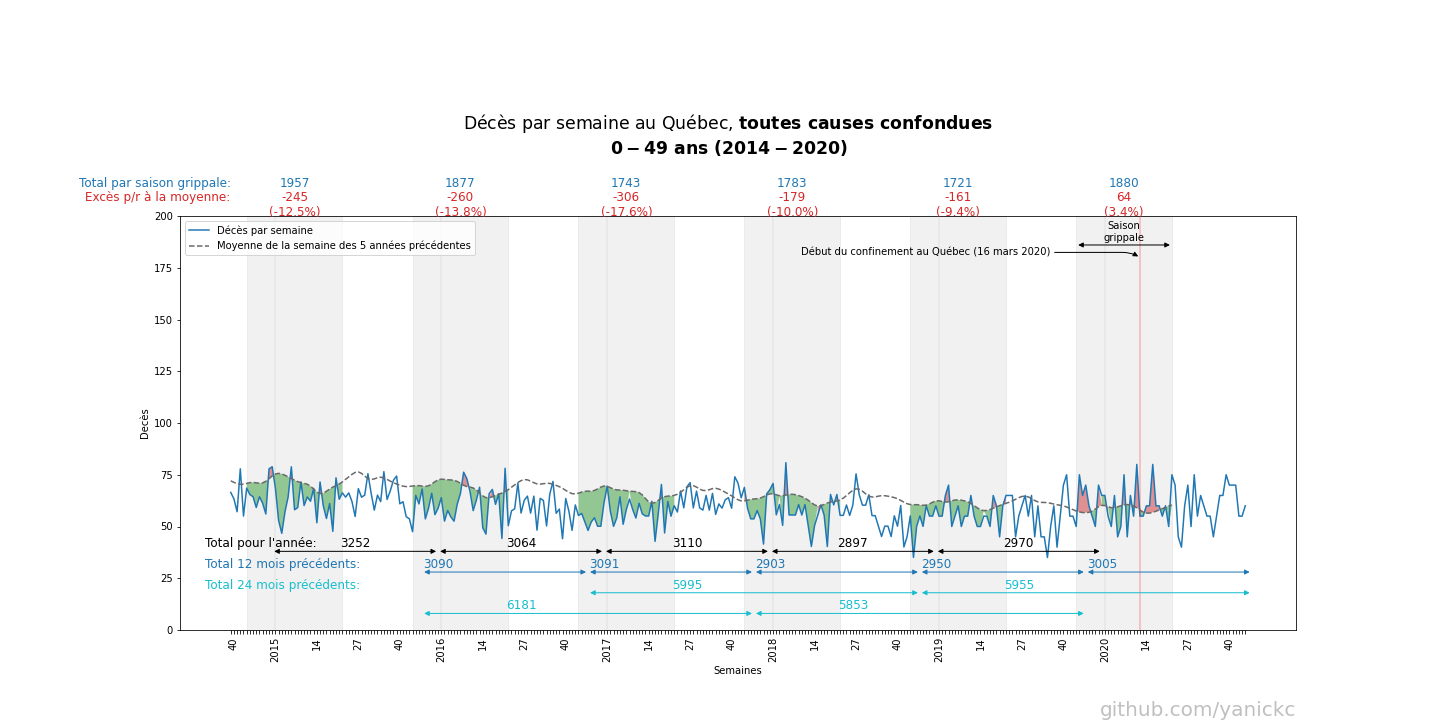 Décès par semaine au Québec, toutes causes confondues
0 − 49 ans (2014 − 2020)
Total par saison grippale: 1957 1877 1743 1783 1721 1880
Excès p/r à la moyenne: -245 -260 -306 -179 -161 64
(-12.5%) (-13.8%) (-17.6%) (-10.0%) (-9.4%) (3.4%)
200
Décès par semaine
Moyenne de la semaine des 5 années précédentes
Saison
grippale
Début du confinement au Québec (16 mars 2020)
175
150
125
100
Decès
75
50
Total pour l'année: 3252 3064 3110 2897 2970
Total 12 mois précédents: 3090 3091 2903 2950 3005
25
Total 24 mois précédents: 5995 5955
6181 5853
0
40 2015 14 27 40 2016 14 27 40 2017 14 27 40 2018 14 27 40 2019 14 27 40 2020 14 27 40
Semaines
github.com/yanickc